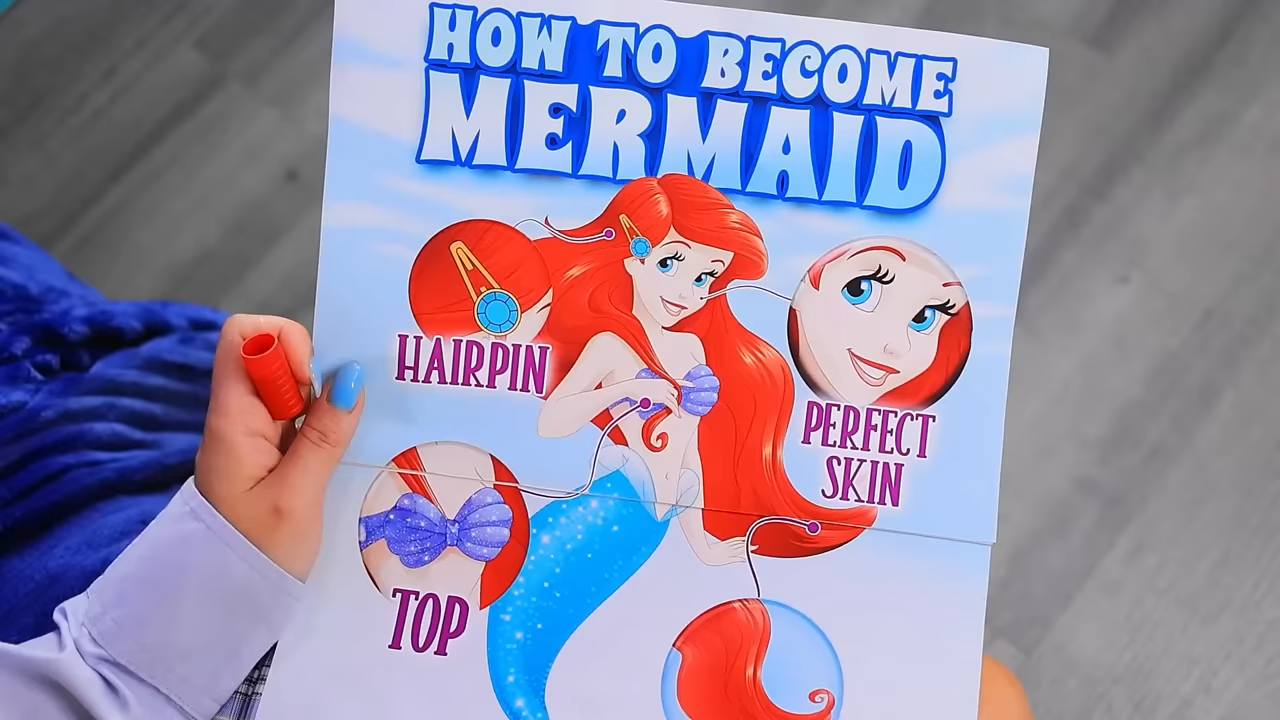 HOW TO BECOME
MERMAID
HAIRPIN
PERFECT
SKIN
TOP